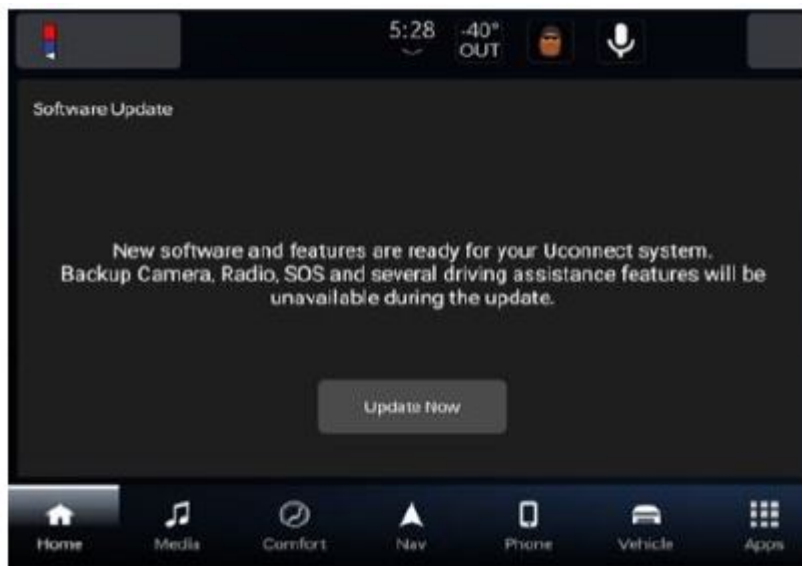 5:28
-40°
OUT
Software Update
New software and features are ready for your Uconnect system.
Backup Camera, Radio, SOS and several driving assistance features will be
unavailable during the update.
Update Now
Home Media Comfort Nav Phone Vehicle Apps